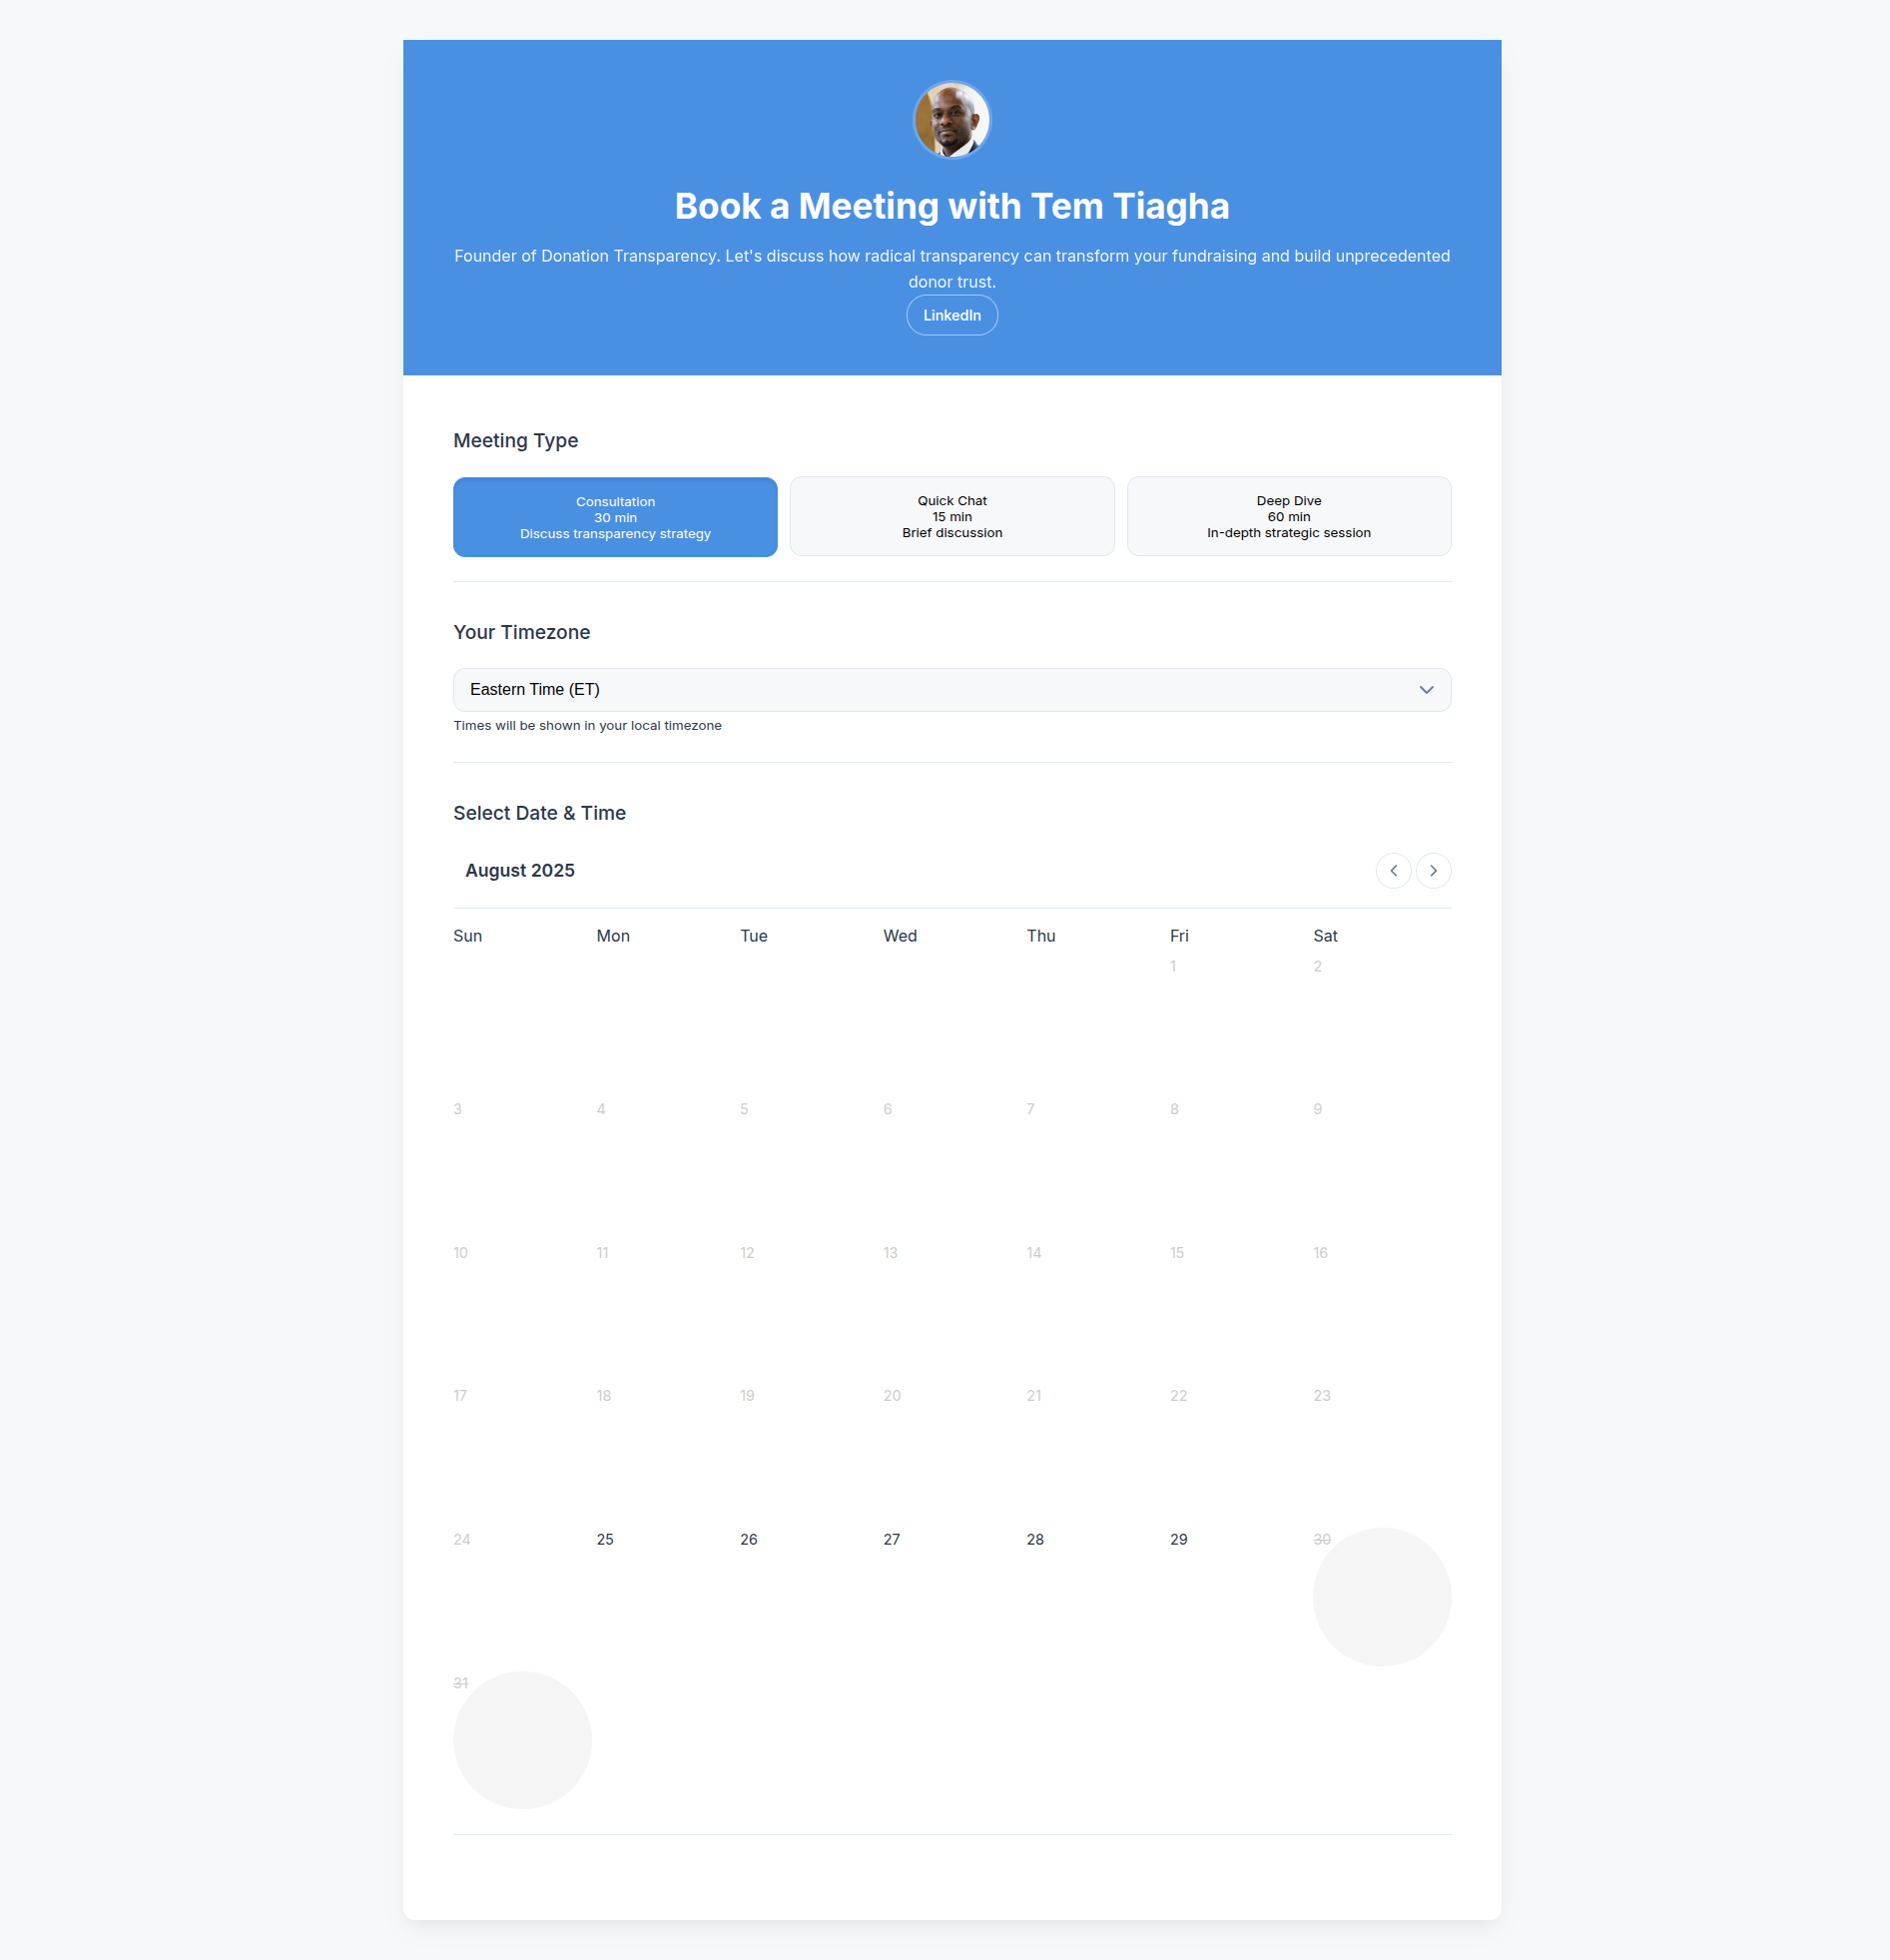 Book a Meeting with Tem Tiagha
Founder of Donation Transparency. Let's discuss how radical transparency can transform your fundraising and build unprecedented
donor trust.
LinkedIn
Meeting Type
Consultation
30 min
Discuss transparency strategy
Quick Chat
15 min
Brief discussion
Deep Dive
60 min
In-depth strategic session
Your Timezone
Eastern Time (ET)
Times will be shown in your local timezone
Select Date & Time
August 2025
Sun Mon Tue Wed Thu Fri Sat
1 2
3 4 5 6 7 8 9
10 11 12 13 14 15 16
17 18 19 20 21 22 23
24 25 26 27 28 29 30
31